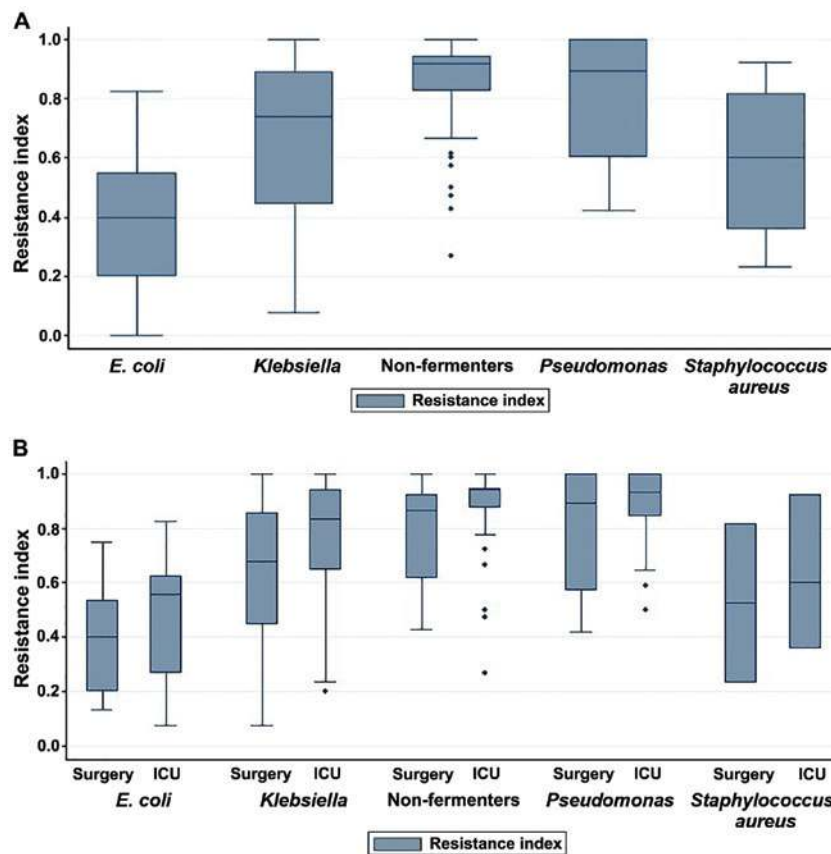 A
Resistance index
1.0
0.8
0.6
0.4
0.2
0.0
E. coli Klebsiella Non-fermenters Pseudomonas Staphylococcus
aureus
Resistance index
B
Resistance index
1.0
0.8
0.6
0.4
0.2
0.0
Surgery ICU Surgery ICU Surgery ICU Surgery ICU Surgery ICU
E. coli Klebsiella Non-fermenters Pseudomonas Staphylococcus
aureus
Resistance index